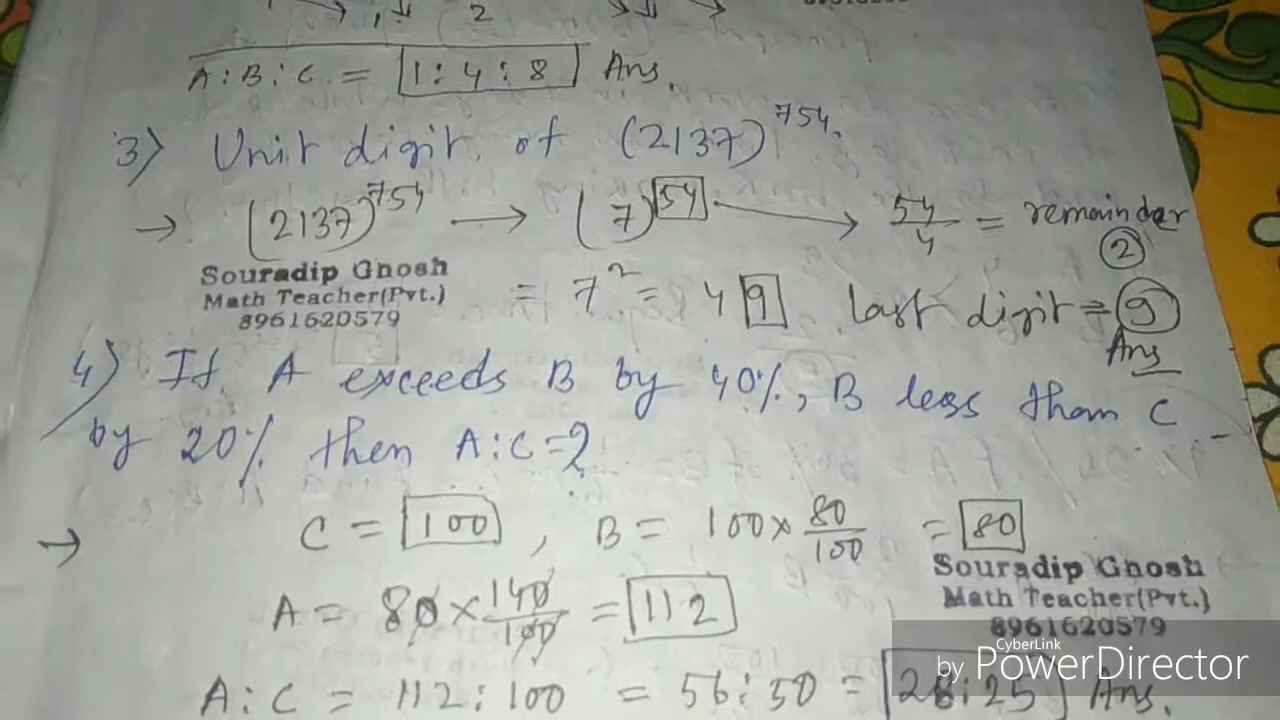 2
A:B:C = 1:4:8 Ans.
3) Unit digit of (2137)^754.
→ (2137)^754 → (7)^54 → 54/4 = remainder 2
Souradip Ghosh
Math Teacher(Pvt.)
8961620579
= 7^2 = 49 last digit = 9
Ans
4) If A exceeds B by 40%, B less than C
by 20% then A:C=?
→ C = 100, B = 100 × 80/100 = 80
A = 80 × 140/100 = 112
Souradip Ghosh
Math Teacher(Pvt.)
8961620579
A:C = 112:100 = 56:50 = 28:25 Ans.
CyberLink
by PowerDirector